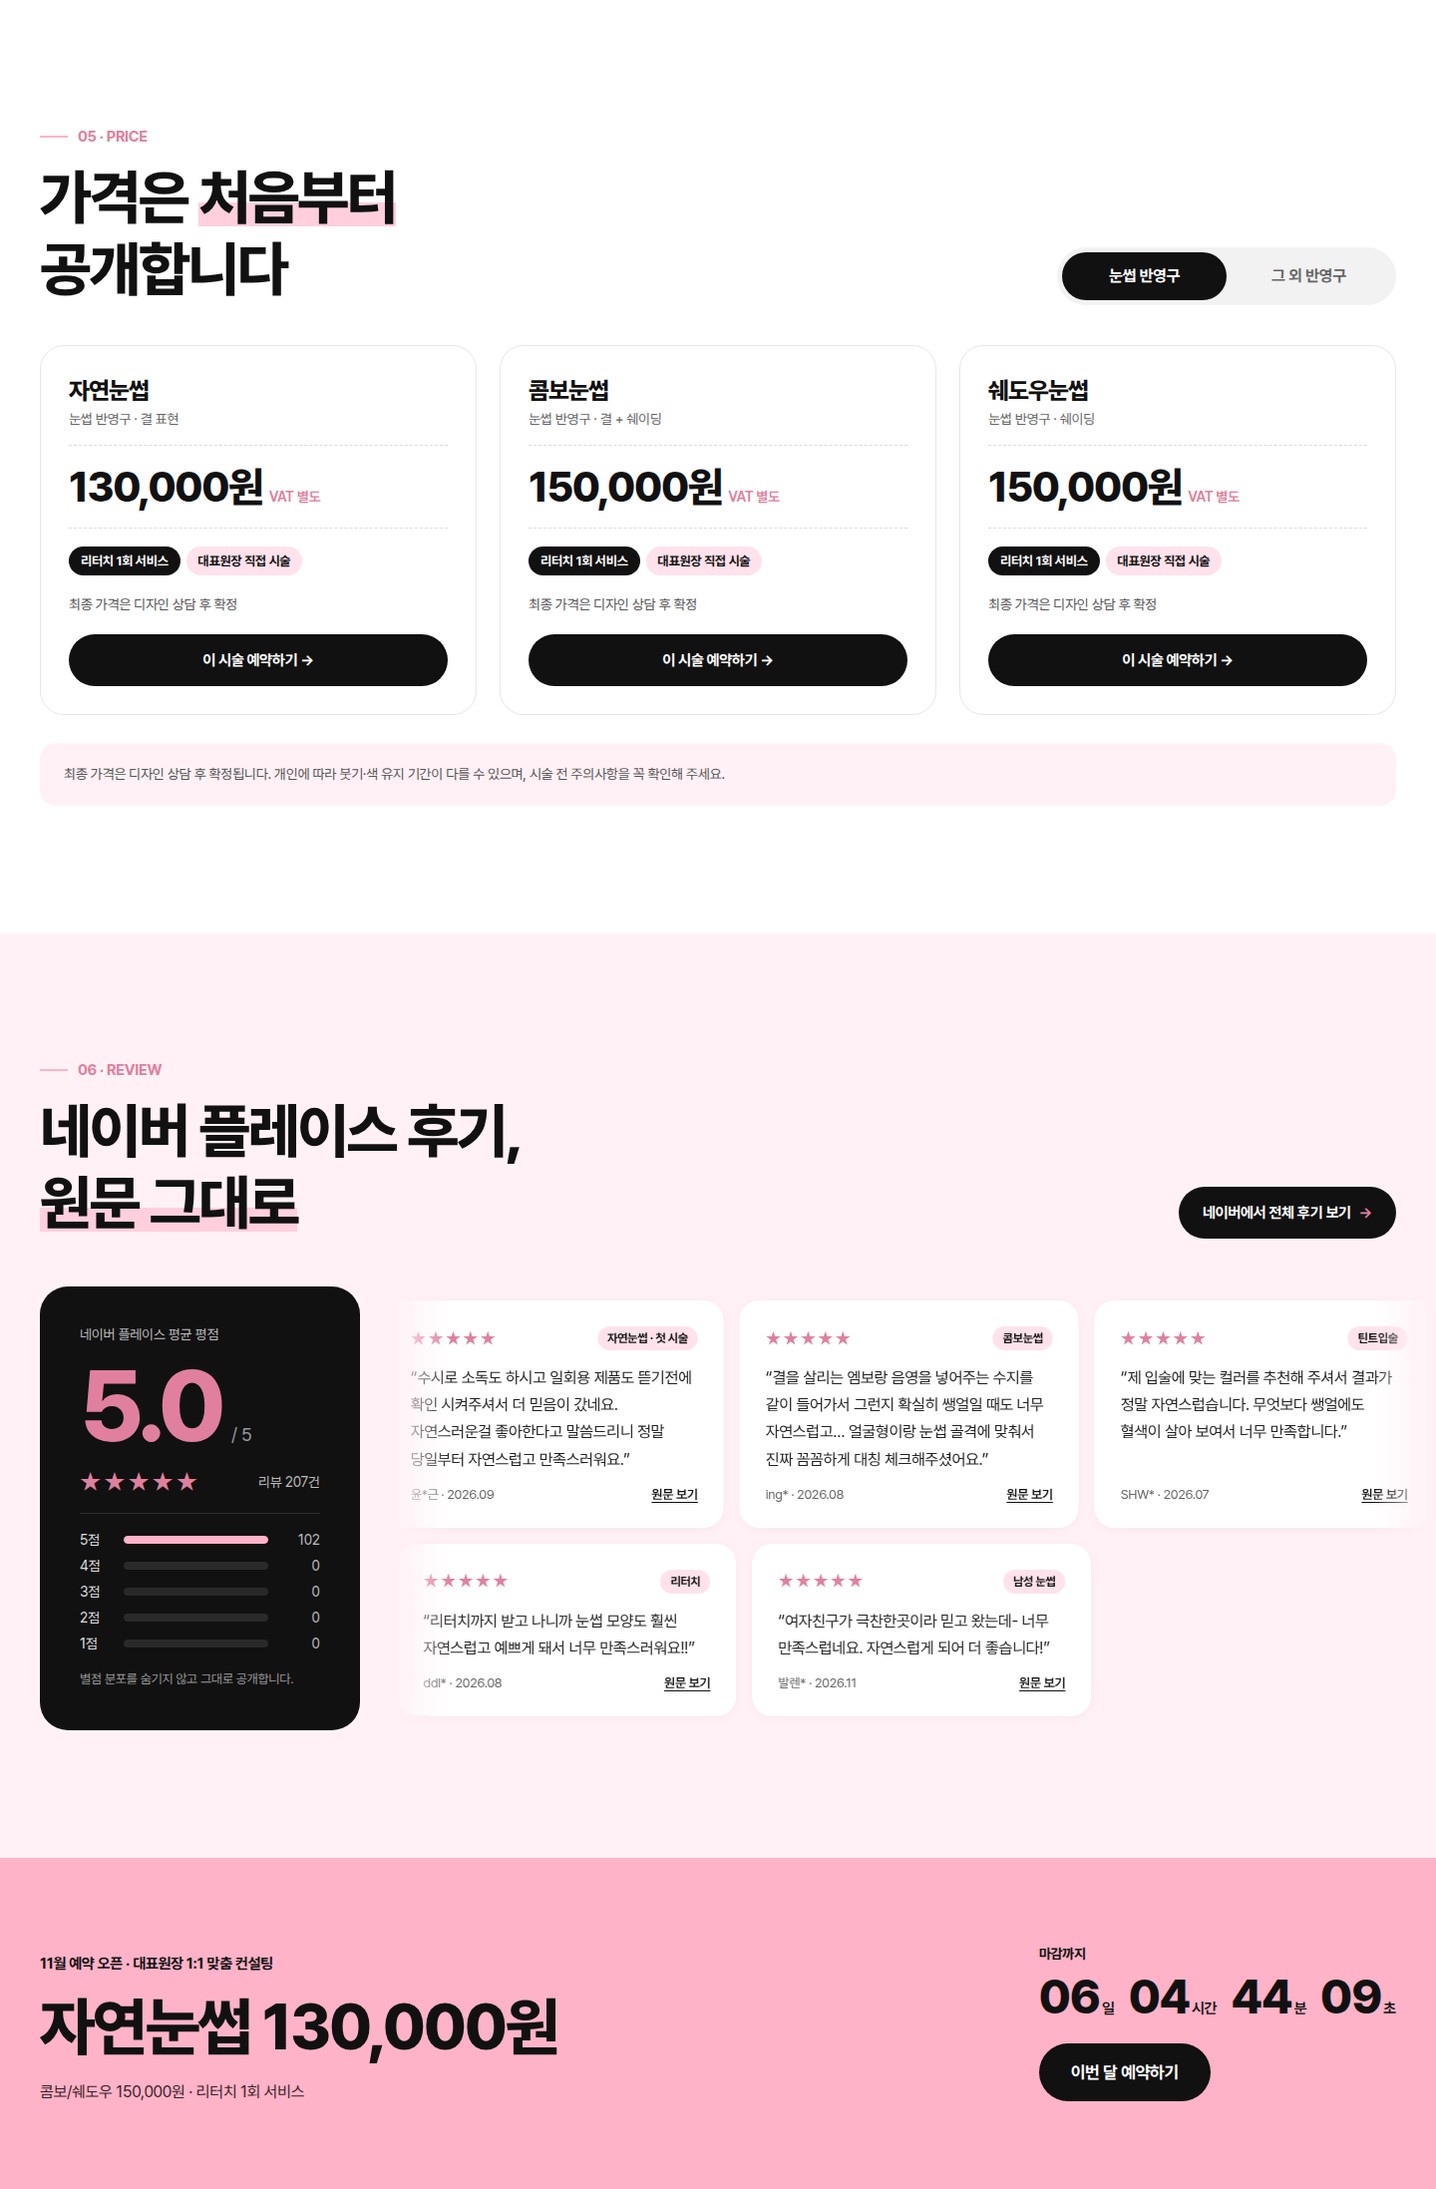 05 · PRICE
가격은 처음부터
공개합니다
눈썹 반영구
그 외 반영구
자연눈썹
눈썹 반영구 · 결 표현
130,000원 VAT 별도
리터치 1회 서비스
대표원장 직접 시술
최종 가격은 디자인 상담 후 확정
이 시술 예약하기 →
콤보눈썹
눈썹 반영구 · 결 + 쉐이딩
150,000원 VAT 별도
리터치 1회 서비스
대표원장 직접 시술
최종 가격은 디자인 상담 후 확정
이 시술 예약하기 →
쉐도우눈썹
눈썹 반영구 · 쉐이딩
150,000원 VAT 별도
리터치 1회 서비스
대표원장 직접 시술
최종 가격은 디자인 상담 후 확정
이 시술 예약하기 →
최종 가격은 디자인 상담 후 확정됩니다. 개인에 따라 붓기·색 유지 기간이 다를 수 있으며, 시술 전 주의사항을 꼭 확인해 주세요.
06 · REVIEW
네이버 플레이스 후기,
원문 그대로
네이버에서 전체 후기 보기 →
네이버 플레이스 평균 평점
5.0 / 5
★★★★★ 리뷰 207건
5점 102
4점 0
3점 0
2점 0
1점 0
별점 분포를 숨기지 않고 그대로 공개합니다.
★★★★★ 자연눈썹 · 첫 시술
“수시로 소독도 하시고 일회용 제품도 뜯기전에
확인 시켜주셔서 더 믿음이 갔네요.
자연스러운걸 좋아한다고 말씀드리니 정말
당일부터 자연스럽고 만족스러워요.”
윤*근 · 2026.09
원문 보기
★★★★★ 콤보눈썹
“결을 살리는 엠보랑 음영을 넣어주는 수지를
같이 들어가서 그런지 확실히 쌩얼일 때도 너무
자연스럽고... 얼굴형이랑 눈썹 골격에 맞춰서
진짜 꼼꼼하게 대칭 체크해주셨어요.”
ing* · 2026.08
원문 보기
★★★★★ 틴트입술
“제 입술에 맞는 컬러를 추천해 주셔서 결과가
정말 자연스럽습니다. 무엇보다 쌩얼에도
혈색이 살아 보여서 너무 만족합니다.”
SHW* · 2026.07
원문 보기
★★★★★ 리터치
“리터치까지 받고 나니까 눈썹 모양도 훨씬
자연스럽고 예쁘게 돼서 너무 만족스러워요!!”
ddl* · 2026.08
원문 보기
★★★★★ 남성 눈썹
“여자친구가 극찬한곳이라 믿고 왔는데- 너무
만족스럽네요. 자연스럽게 되어 더 좋습니다!”
발렌* · 2026.11
원문 보기
11월 예약 오픈 · 대표원장 1:1 맞춤 컨설팅
자연눈썹 130,000원
콤보/쉐도우 150,000원 · 리터치 1회 서비스
마감까지
06일 04시간 44분 09초
이번 달 예약하기